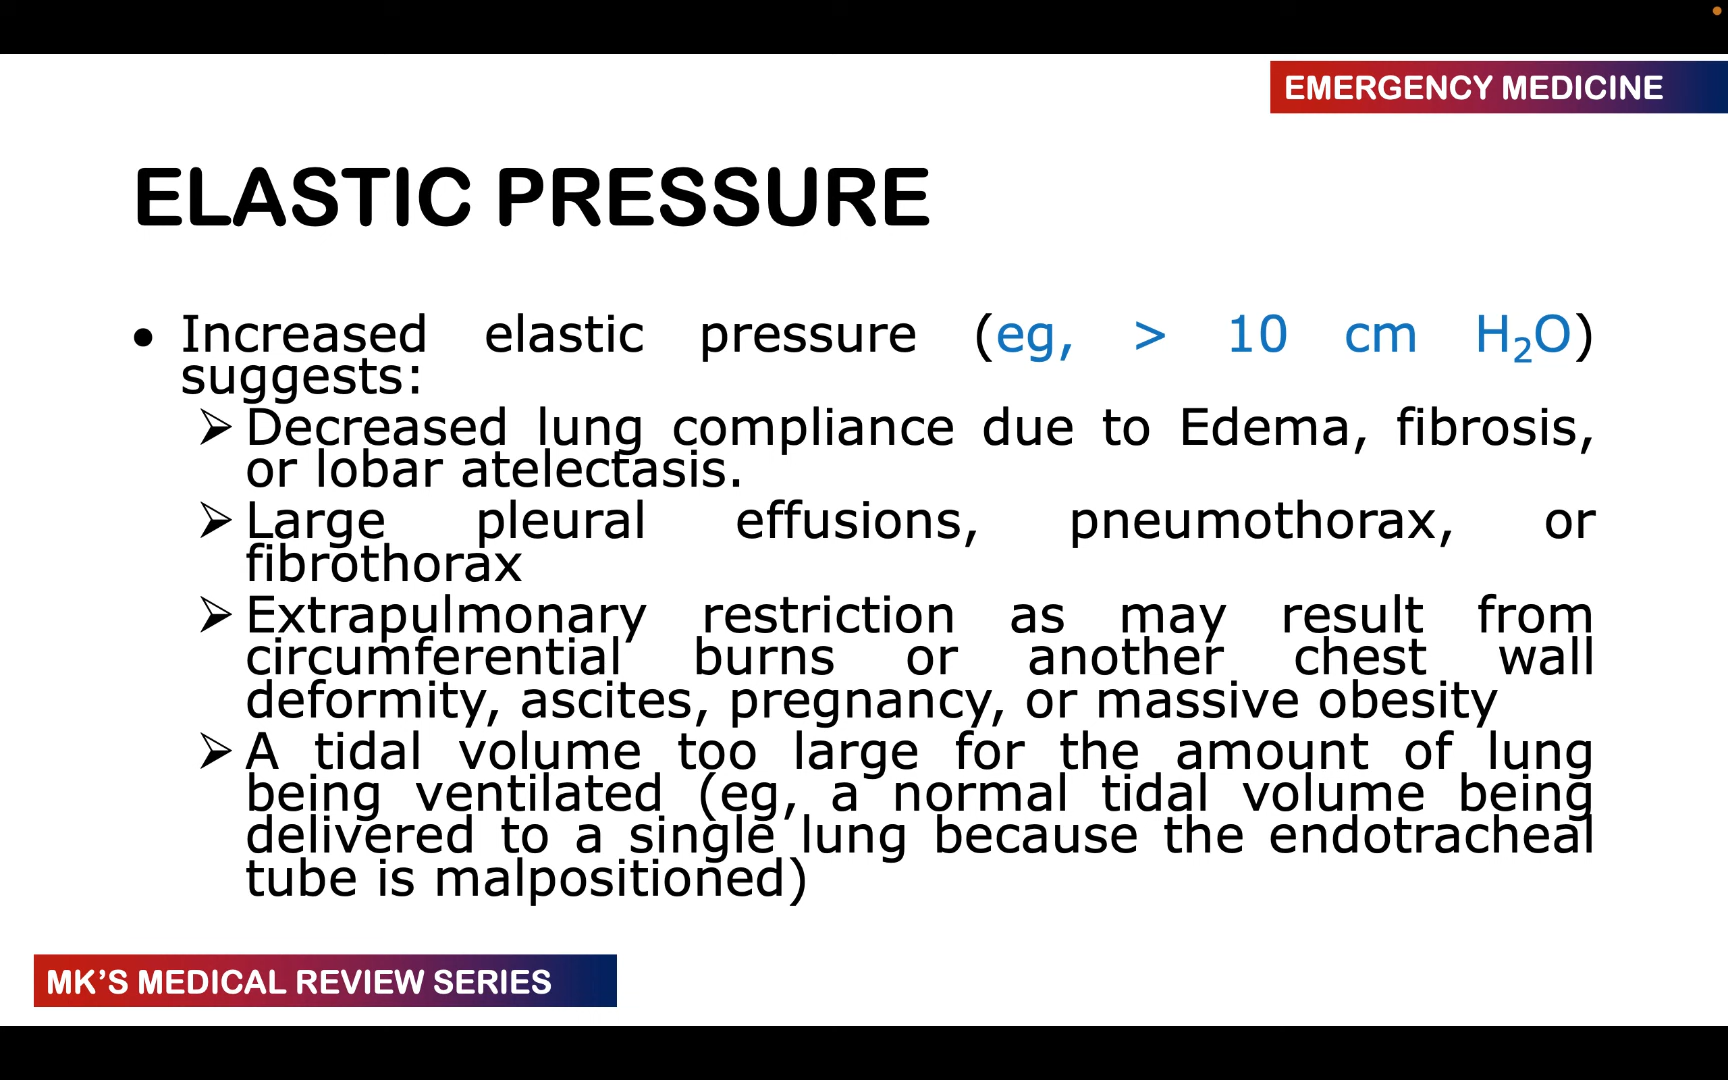 EMERGENCY MEDICINE
ELASTIC PRESSURE
• Increased elastic pressure (eg, > 10 cm H₂O)
suggests:
➢ Decreased lung compliance due to Edema, fibrosis,
or lobar atelectasis.
➢ Large pleural effusions, pneumothorax, or
fibrothorax
➢ Extrapulmonary restriction as may result from
circumferential burns or another chest wall
deformity, ascites, pregnancy, or massive obesity
➢ A tidal volume too large for the amount of lung
being ventilated (eg, a normal tidal volume being
delivered to a single lung because the endotracheal
tube is malpositioned)
MK'S MEDICAL REVIEW SERIES